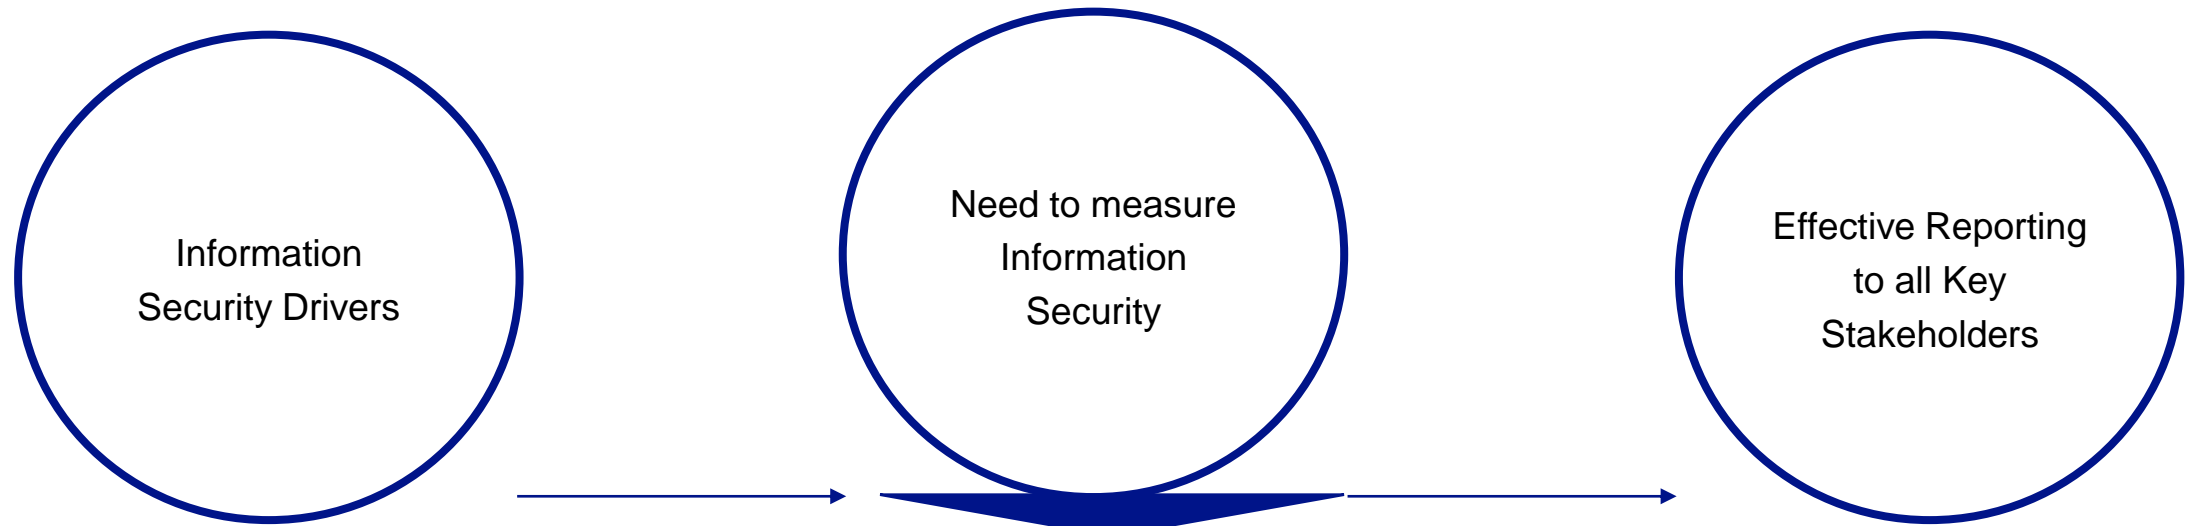 Information
Security Drivers
Need to measure
Information
Security
Effective Reporting
to all Key
Stakeholders